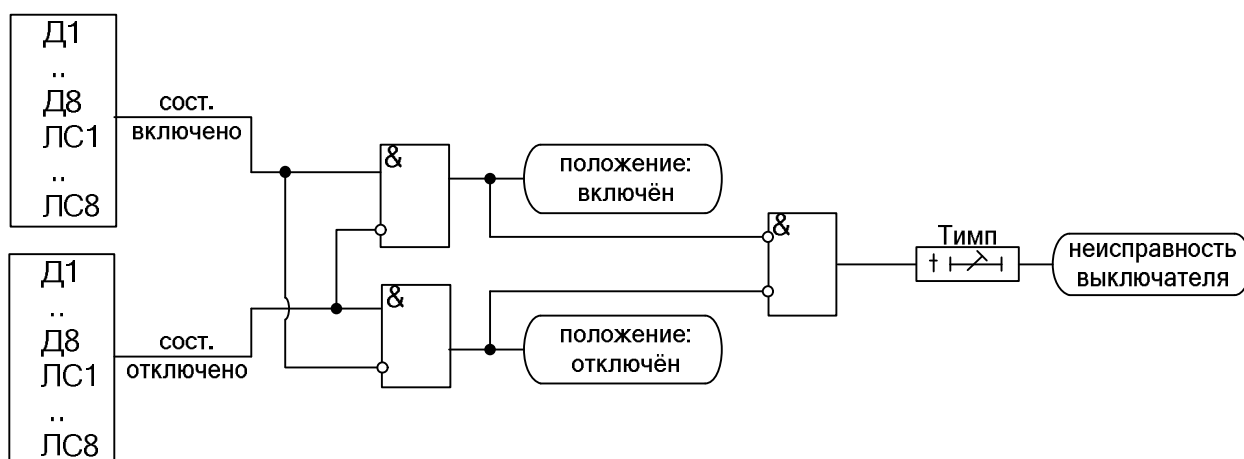 Д1
..
Д8
ЛС1
..
ЛС8
сост.
включено
&
положение:
включён
&
Тимп
t
неисправность
выключателя
Д1
..
Д8
ЛС1
..
ЛС8
сост.
отключено
&
положение:
отключён